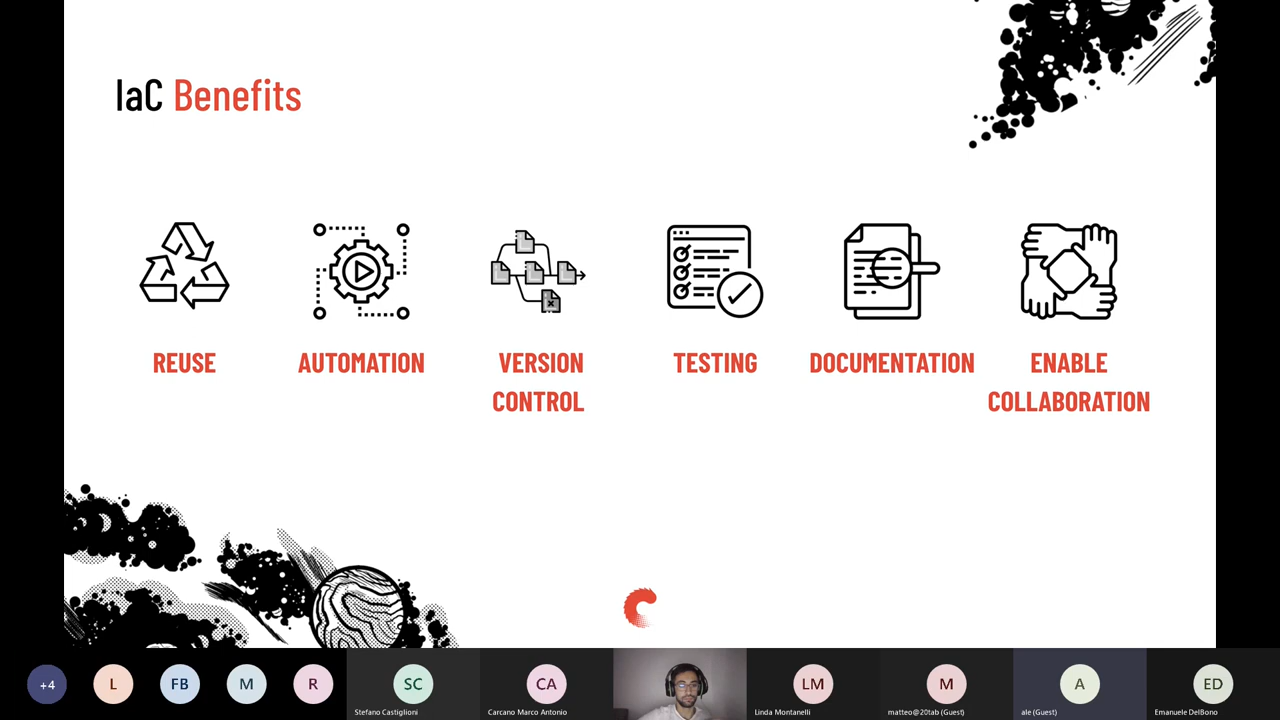 IaC Benefits
REUSE
AUTOMATION
VERSION
CONTROL
TESTING
DOCUMENTATION
ENABLE
COLLABORATION
+4
L
FB
M
R
SC
Stefano Castiglioni
CA
Carcano Marco Antonio
LM
Linda Montanelli
M
matteo@20tab (Guest)
A
ale (Guest)
ED
Emanuele DelBono